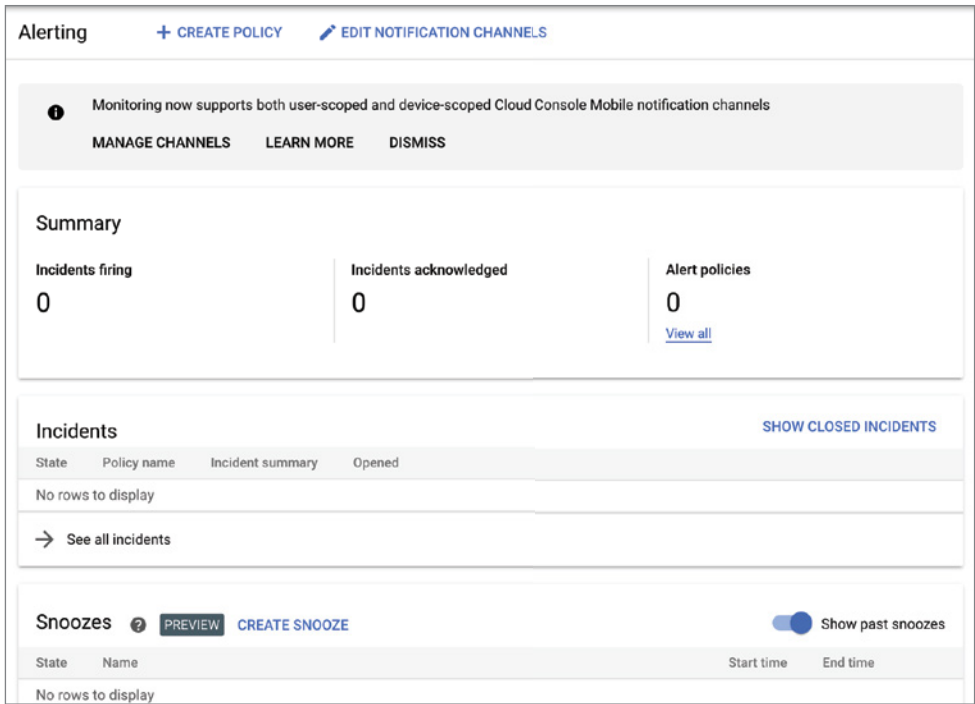 Alerting CREATE POLICY EDIT NOTIFICATION CHANNELS
Monitoring now supports both user-scoped and device-scoped Cloud Console Mobile notification channels
MANAGE CHANNELS LEARN MORE DISMISS
Summary
Incidents firing Incidents acknowledged Alert policies
0 0 0
View all
Incidents SHOW CLOSED INCIDENTS
State Policy name Incident summary Opened
No rows to display
See all incidents
Snoozes PREVIEW CREATE SNOOZE Show past snoozes
State Name Start time End time
No rows to display